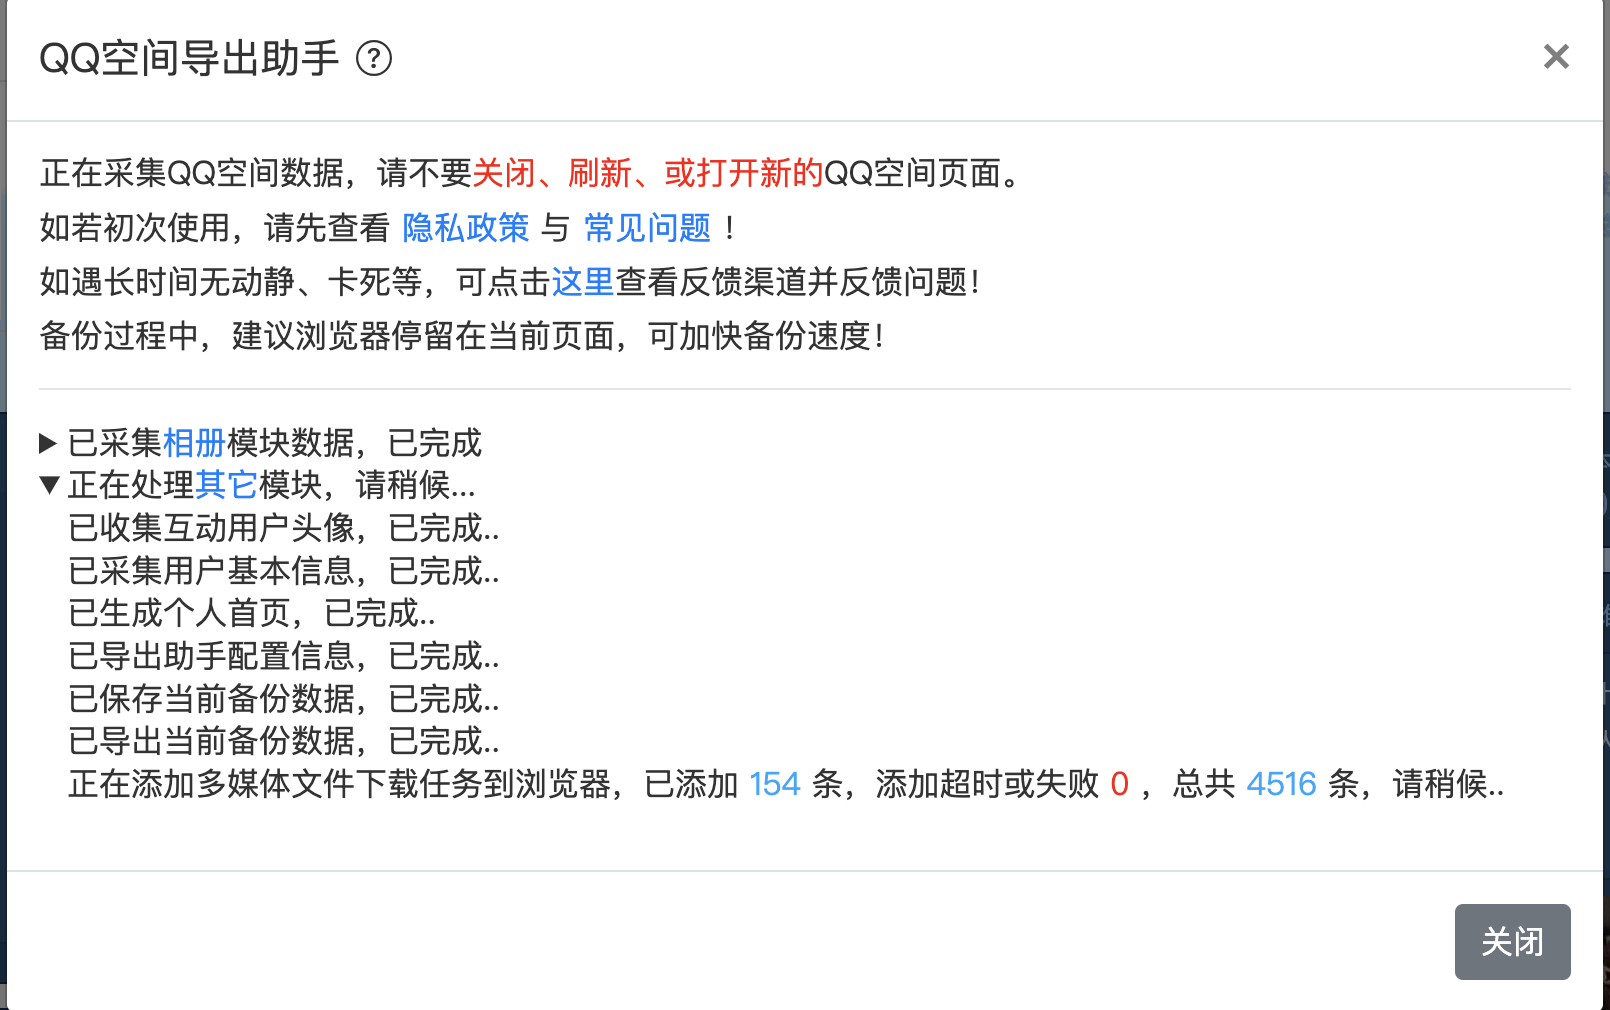 QQ空间导出助手 ?
正在采集QQ空间数据，请不要关闭、刷新、或打开新的QQ空间页面。
如若初次使用，请先查看 隐私政策 与 常见问题 ！
如遇长时间无动静、卡死等，可点击这里查看反馈渠道并反馈问题！
备份过程中，建议浏览器停留在当前页面，可加快备份速度！
已采集相册模块数据，已完成
正在处理其它模块，请稍候...
已收集互动用户头像，已完成..
已采集用户基本信息，已完成..
已生成个人首页，已完成..
已导出助手配置信息，已完成..
已保存当前备份数据，已完成..
已导出当前备份数据，已完成..
正在添加多媒体文件下载任务到浏览器，已添加 154 条，添加超时或失败 0 ，总共 4516 条，请稍候..
关闭